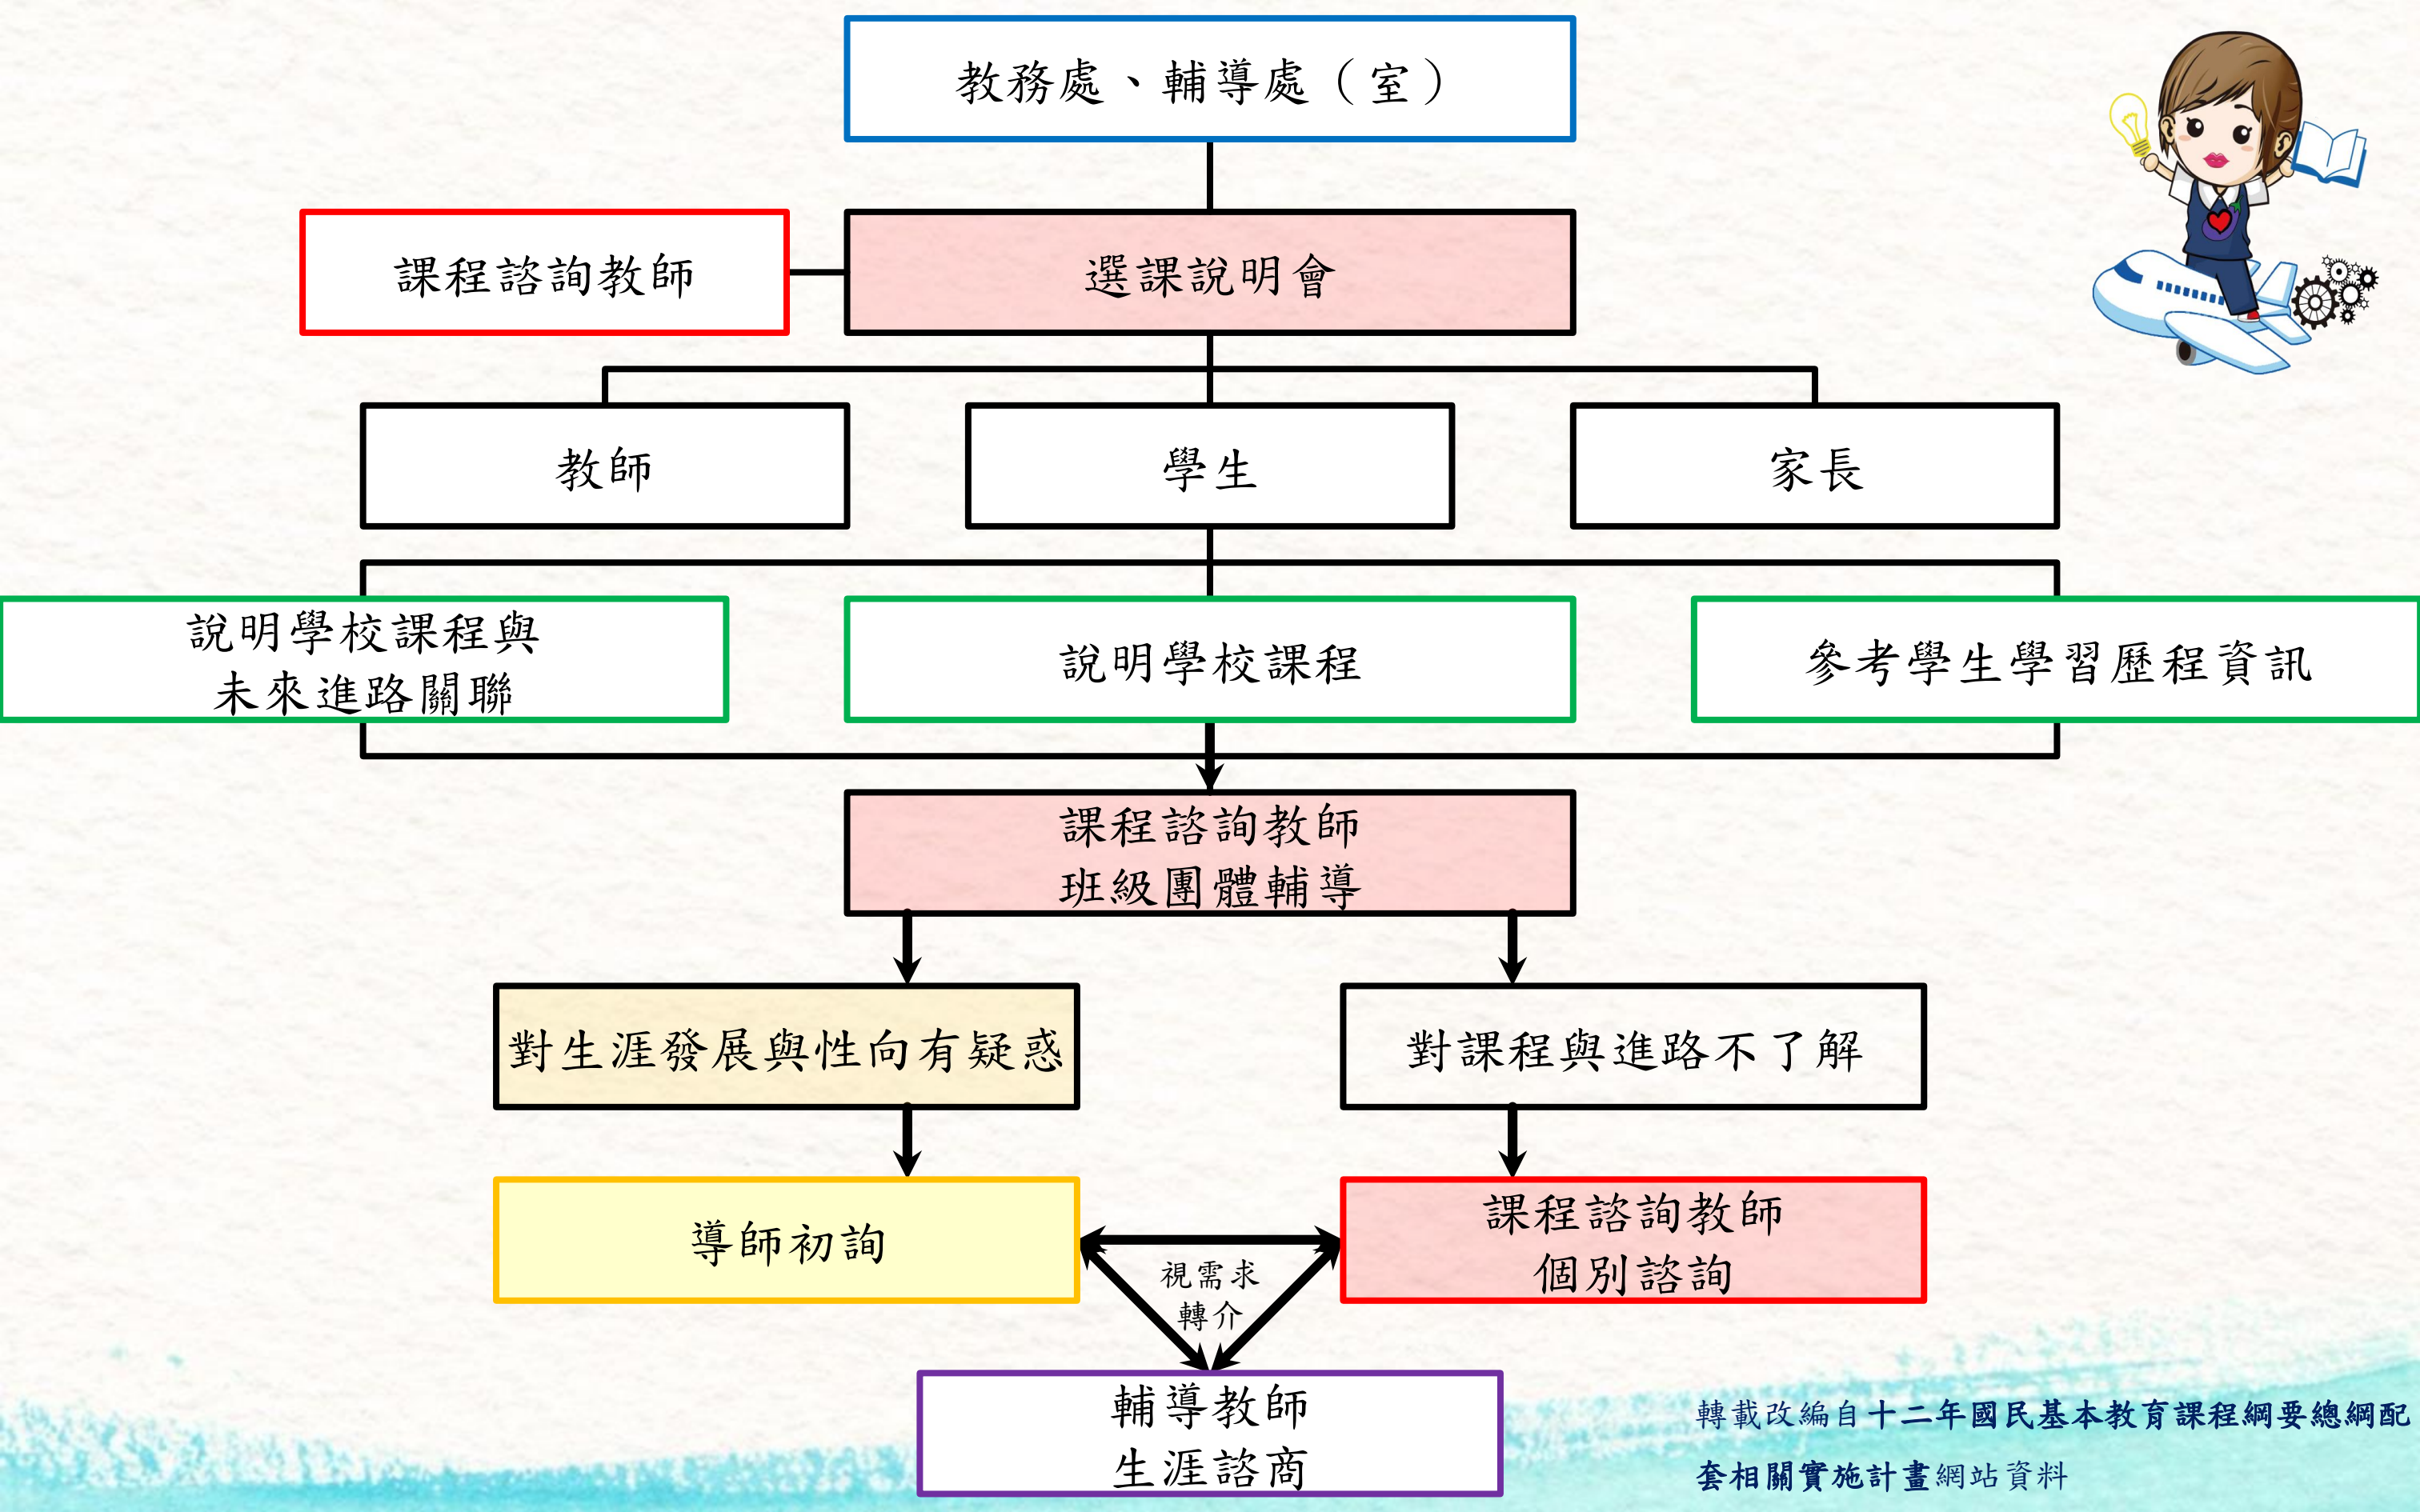 教務處、輔導處（室）
課程諮詢教師
選課說明會
教師
學生
家長
說明學校課程與
未來進路關聯
說明學校課程
參考學生學習歷程資訊
課程諮詢教師
班級團體輔導
對生涯發展與性向有疑惑
對課程與進路不了解
導師初詢
課程諮詢教師
個別諮詢
視需求
轉介
輔導教師
生涯諮商
轉載改編自十二年國民基本教育課程綱要總綱配
套相關實施計畫網站資料